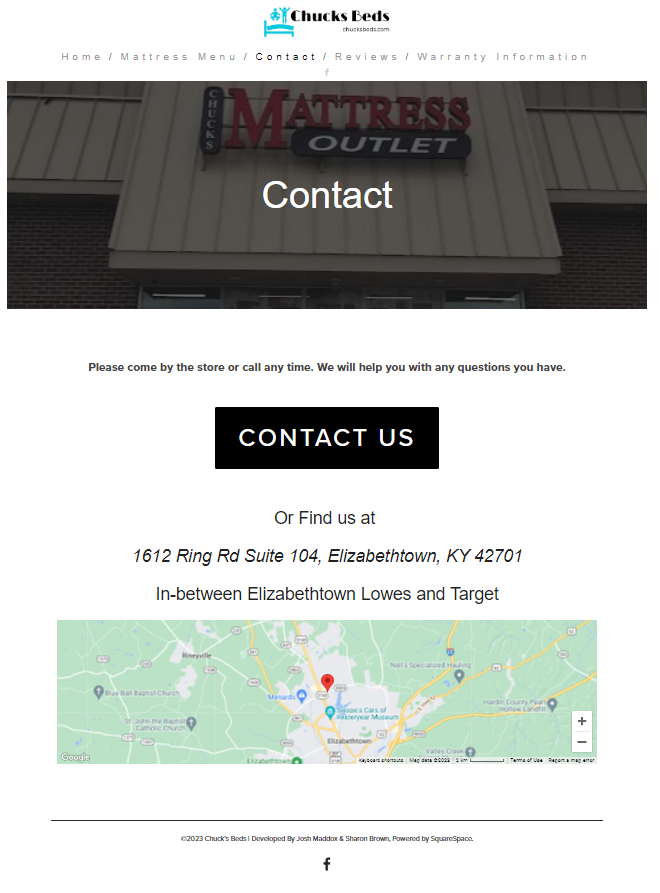 Chucks Beds
chucksbeds.com
Home / Mattress Menu / Contact / Reviews / Warranty Information
CHUCKS
MATTRESS
OUTLET
Contact
Please come by the store or call any time. We will help you with any questions you have.
CONTACT US
Or Find us at
1612 Ring Rd Suite 104, Elizabethtown, KY 42701
In-between Elizabethtown Lowes and Target
Rineyville
Nall's Specialized Hauling
Blue Ball Baptist Church
Menards
Hardin County Pearl
Hollow Landfill
Swope's Cars of
Yesteryear Museum
St. John the Baptist
Catholic Church
Elizabethtown
Valley Creek
Elizabethtown
+
−
Google
Keyboard shortcuts
Map data ©2023
2 km
Terms of Use
Report a map error
©2023 Chuck's Beds | Developed By Josh Maddox & Sharon Brown, Powered by SquareSpace.